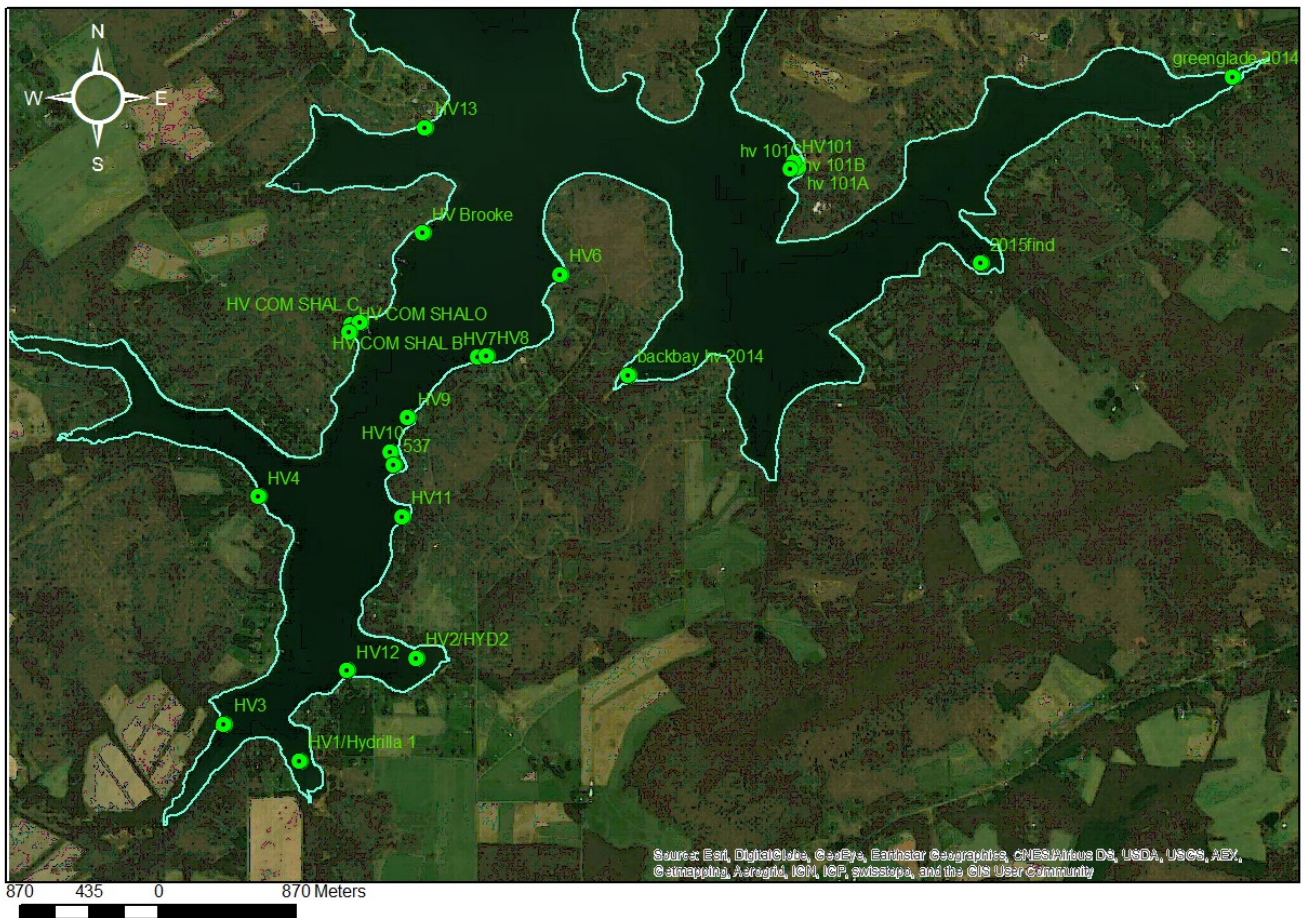 N
greenglade 2014
W E
HV13
S
hv 101C HV101
hv 101B
hv 101A
HV Brooke
2015find
HV6
HV COM SHAL C HV COM SHALO
HV COM SHAL B HV7 HV8
backbay hv 2014
HV9
HV10
537
HV4
HV11
HV12 HV2/HYD2
HV3
HV1/Hydrilla 1
Source: Esri, DigitalGlobe, GeoEye, Earthstar Geographics, CNES/Airbus DS, USDA, USGS, AEX,
Getmapping, Aerogrid, IGN, IGP, swisstopo, and the GIS User Community
870 435 0 870 Meters